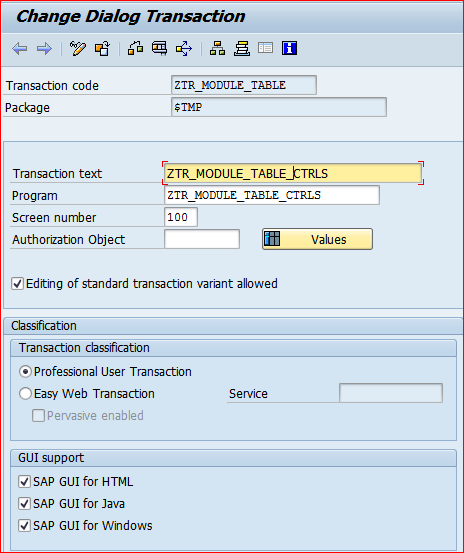 Change Dialog Transaction
Transaction code ZTR_MODULE_TABLE
Package $TMP
Transaction text ZTR_MODULE_TABLE_CTRLS
Program ZTR_MODULE_TABLE_CTRLS
Screen number 100
Authorization Object Values
Editing of standard transaction variant allowed
Classification
Transaction classification
Professional User Transaction
Easy Web Transaction Service
Pervasive enabled
GUI support
SAP GUI for HTML
SAP GUI for Java
SAP GUI for Windows